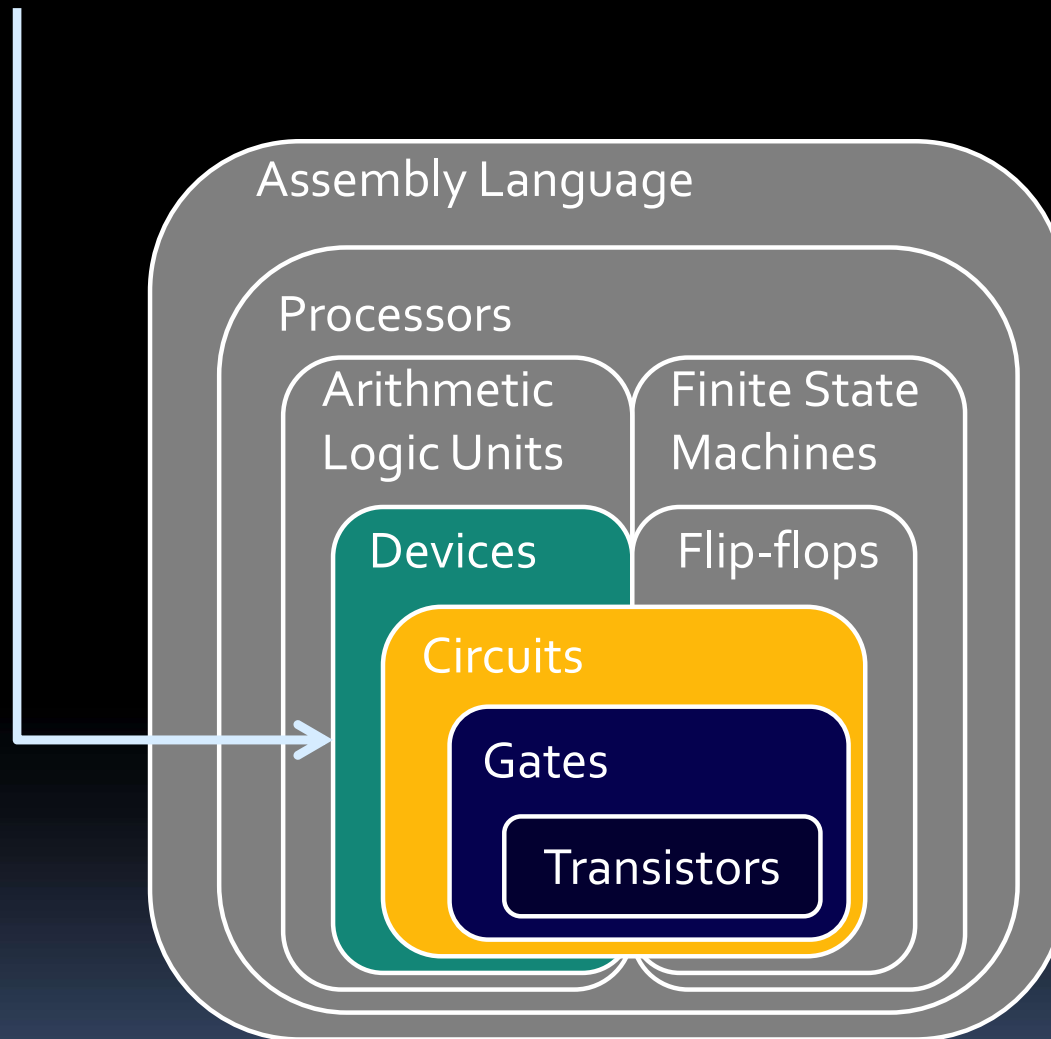 Assembly Language
Processors
Arithmetic
Logic Units
Finite State
Machines
Devices
Flip-flops
Circuits
Gates
Transistors